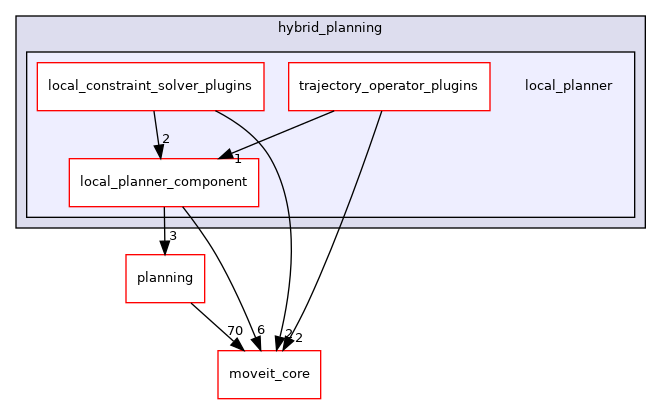 hybrid_planning
local_constraint_solver_plugins
trajectory_operator_plugins
local_planner
2
1
local_planner_component
3
planning
70
6
2
2
moveit_core